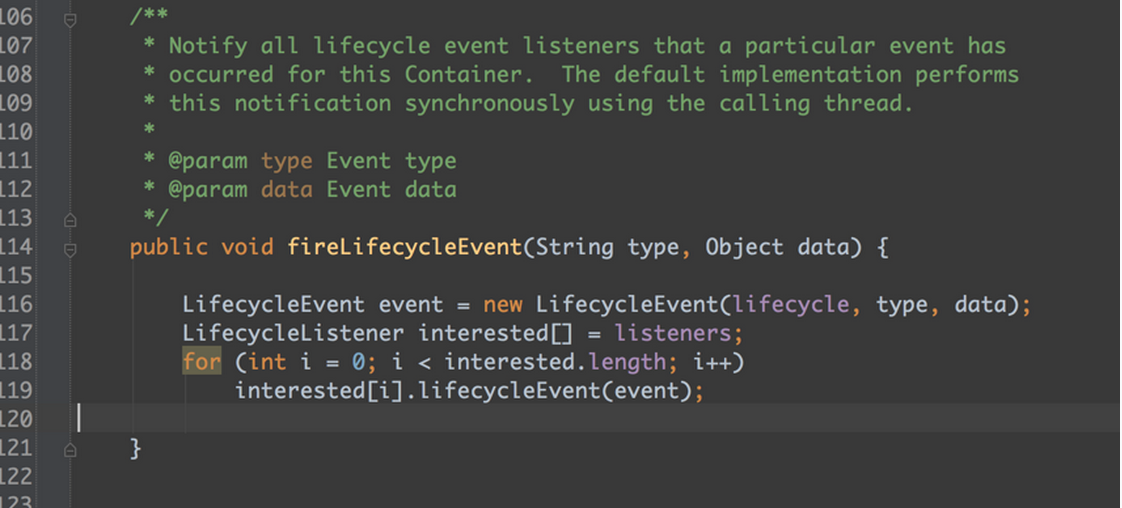 106 /**
107 * Notify all lifecycle event listeners that a particular event has
108 * occurred for this Container.  The default implementation performs
109 * this notification synchronously using the calling thread.
110 *
111 * @param type Event type
112 * @param data Event data
113 */
114 public void fireLifecycleEvent(String type, Object data) {
115
116 LifecycleEvent event = new LifecycleEvent(lifecycle, type, data);
117 LifecycleListener interested[] = listeners;
118 for (int i = 0; i < interested.length; i++)
119 interested[i].lifecycleEvent(event);
120
121 }
122
123